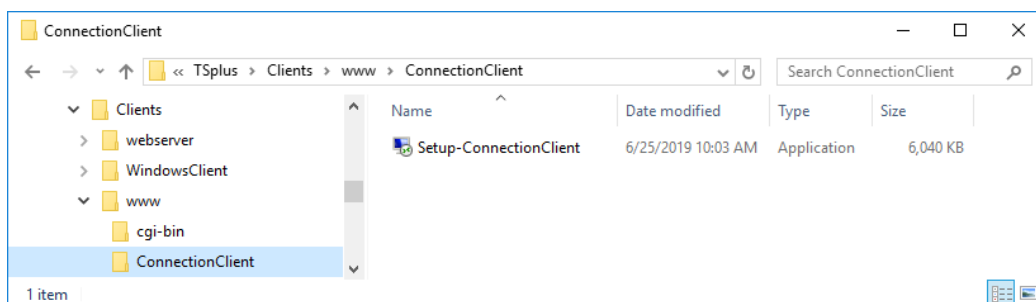 ConnectionClient
« TSplus > Clients > www > ConnectionClient
Search ConnectionClient
Clients
webserver
WindowsClient
www
cgi-bin
ConnectionClient
Name Date modified Type Size
Setup-ConnectionClient 6/25/2019 10:03 AM Application 6,040 KB
1 item